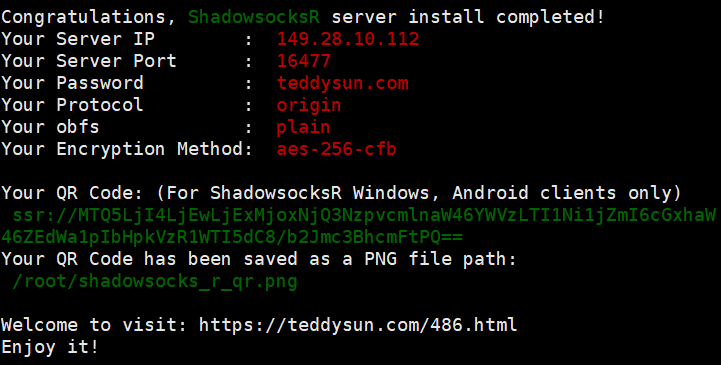 Congratulations, ShadowsocksR server install completed!
Your Server IP        :  149.28.10.112
Your Server Port      :  16477
Your Password         :  teddysun.com
Your Protocol         :  origin
Your obfs             :  plain
Your Encryption Method:  aes-256-cfb
Your QR Code: (For ShadowsocksR Windows, Android clients only)
ssr://MTQ5LjI4LjEwLjExMjoxNjQ3NzpvcmlnaW46YWVzLTI1Ni1jZmI6cGxhaW
46ZEdWa1pIbHpkVzR1WTI5dC8/b2Jmc3BhcmFtPQ==
Your QR Code has been saved as a PNG file path:
/root/shadowsocks_r_qr.png
Welcome to visit: https://teddysun.com/486.html
Enjoy it!